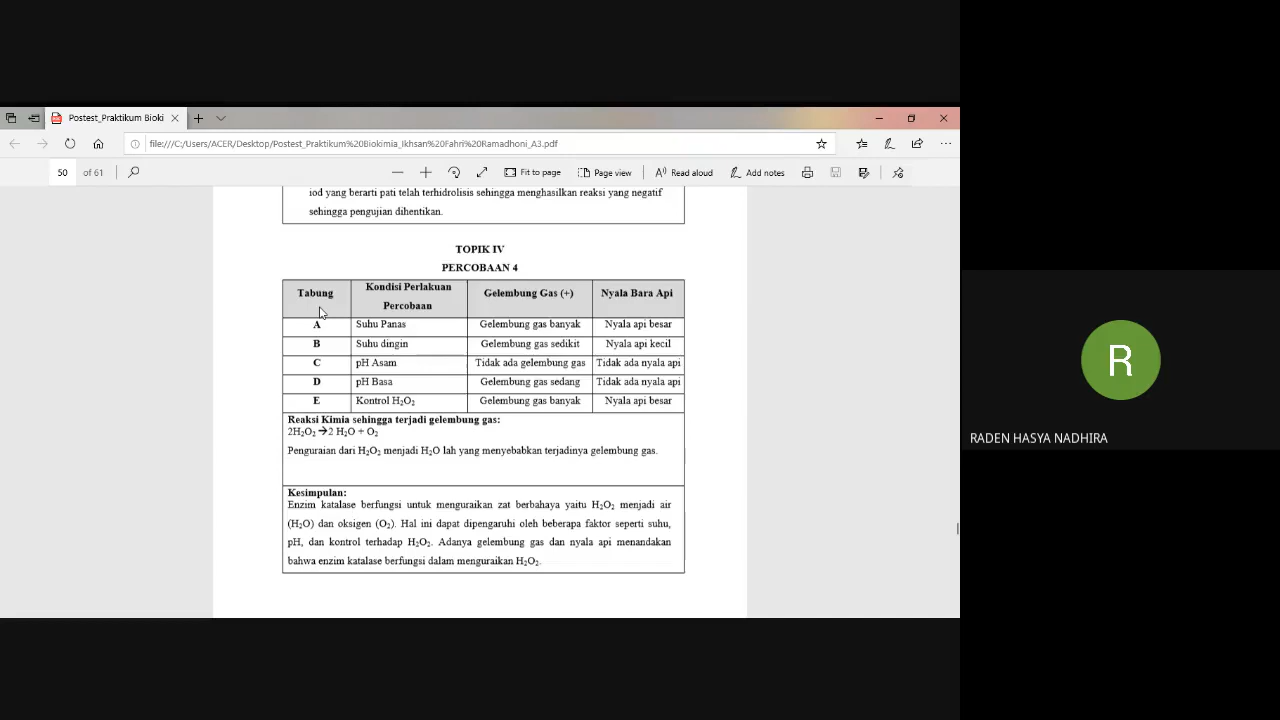 Postest_Praktikum Bioki
file:///C:/Users/ACER/Desktop/Postest_Praktikum%20Biokimia_Ikhsan%20Fahri%20Ramadhoni_A3.pdf
50 of 61 Fit to page Page view Read aloud Add notes
iod yang berarti pati telah terhidrolisis sehingga menghasilkan reaksi yang negatif
sehingga pengujian dihentikan.
TOPIK IV
PERCOBAAN 4
Tabung Kondisi Perlakuan Percobaan Gelembung Gas (+) Nyala Bara Api
A Suhu Panas Gelembung gas banyak Nyala api besar
B Suhu dingin Gelembung gas sedikit Nyala api kecil
C pH Asam Tidak ada gelembung gas Tidak ada nyala api
D pH Basa Gelembung gas sedang Tidak ada nyala api
E Kontrol H₂O₂ Gelembung gas banyak Nyala api besar
Reaksi Kimia sehingga terjadi gelembung gas:
2H₂O₂ → 2 H₂O + O₂
Penguraian dari H₂O₂ menjadi H₂O lah yang menyebabkan terjadinya gelembung gas.
Kesimpulan:
Enzim katalase berfungsi untuk menguraikan zat berbahaya yaitu H₂O₂ menjadi air
(H₂O) dan oksigen (O₂). Hal ini dapat dipengaruhi oleh beberapa faktor seperti suhu,
pH, dan kontrol terhadap H₂O₂. Adanya gelembung gas dan nyala api menandakan
bahwa enzim katalase berfungsi dalam menguraikan H₂O₂.
R
RADEN HASYA NADHIRA